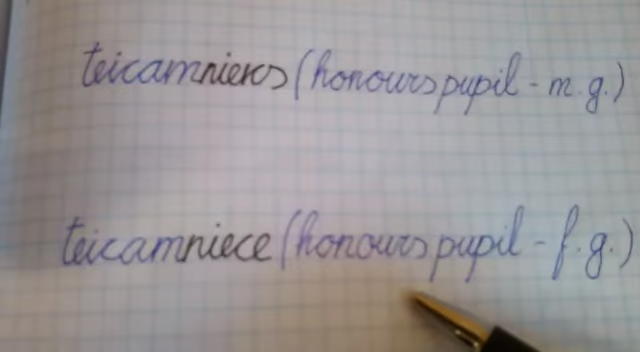 teicamnieks (honours pupil - m.g.)
teicamniece (honours pupil - f.g.)